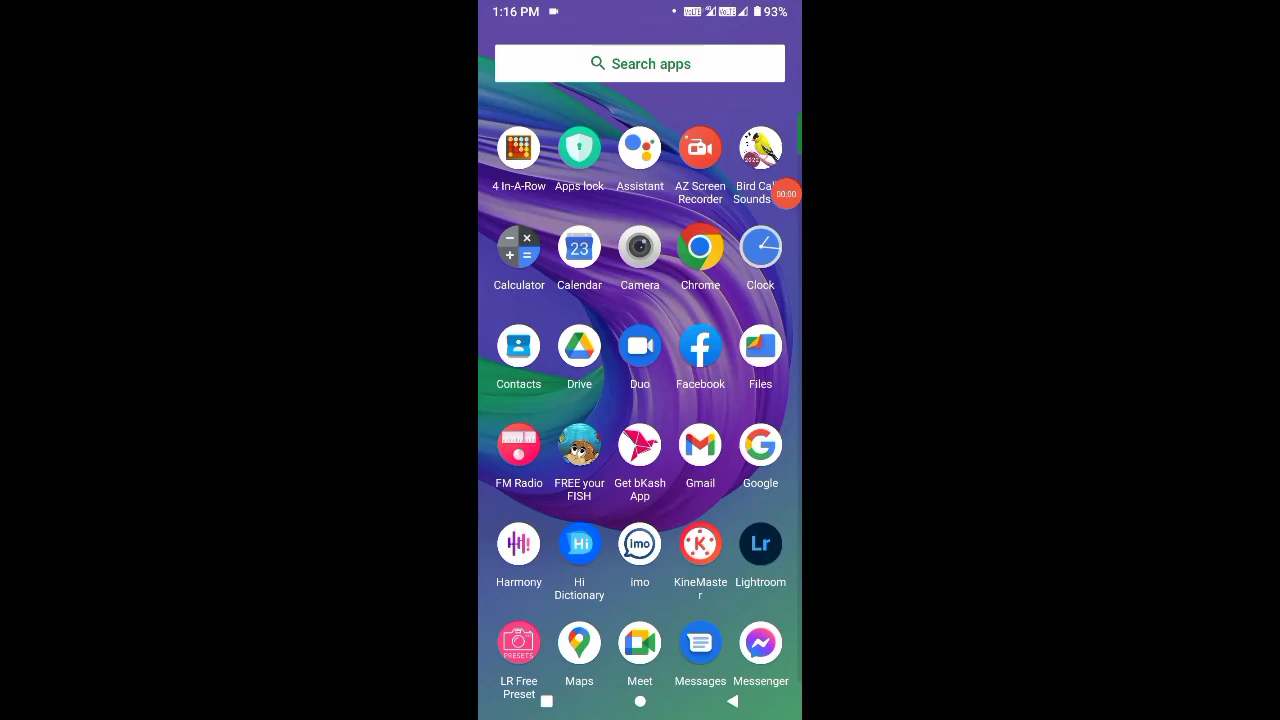 1:16 PM
93%
Search apps
4 In-A-Row Apps lock Assistant AZ Screen
Recorder Bird
Sounds
00:00
23
Calculator Calendar Camera Chrome Clock
Contacts Drive Duo Facebook Files
FM Radio FREE your
FISH Get bKash
App Gmail Google
Hi imo K Lr
Harmony Hi
Dictionary imo KineMaste
r Lightroom
PRESETS
LR Free
Preset Maps Meet Messages Messenger